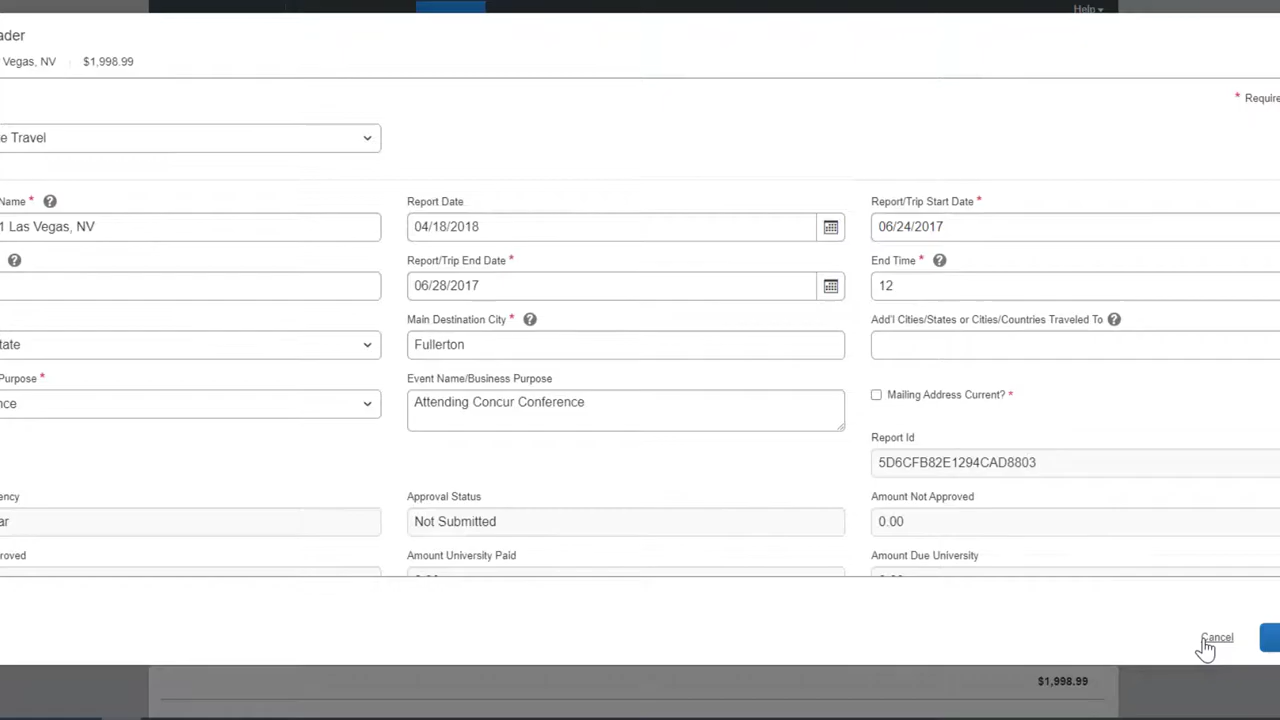 Help
ader
Vegas, NV $1,998.99
* Require
e Travel
Name * Report Date Report/Trip Start Date *
1 Las Vegas, NV 04/18/2018 06/24/2017
Report/Trip End Date * End Time *
06/28/2017 12
Main Destination City * Add'l Cities/States or Cities/Countries Traveled To
tate Fullerton
Purpose * Event Name/Business Purpose
nce Attending Concur Conference Mailing Address Current? *
Report Id
5D6CFB82E1294CAD8803
ency Approval Status Amount Not Approved
ar Not Submitted 0.00
roved Amount University Paid Amount Due University
Cancel
$1,998.99